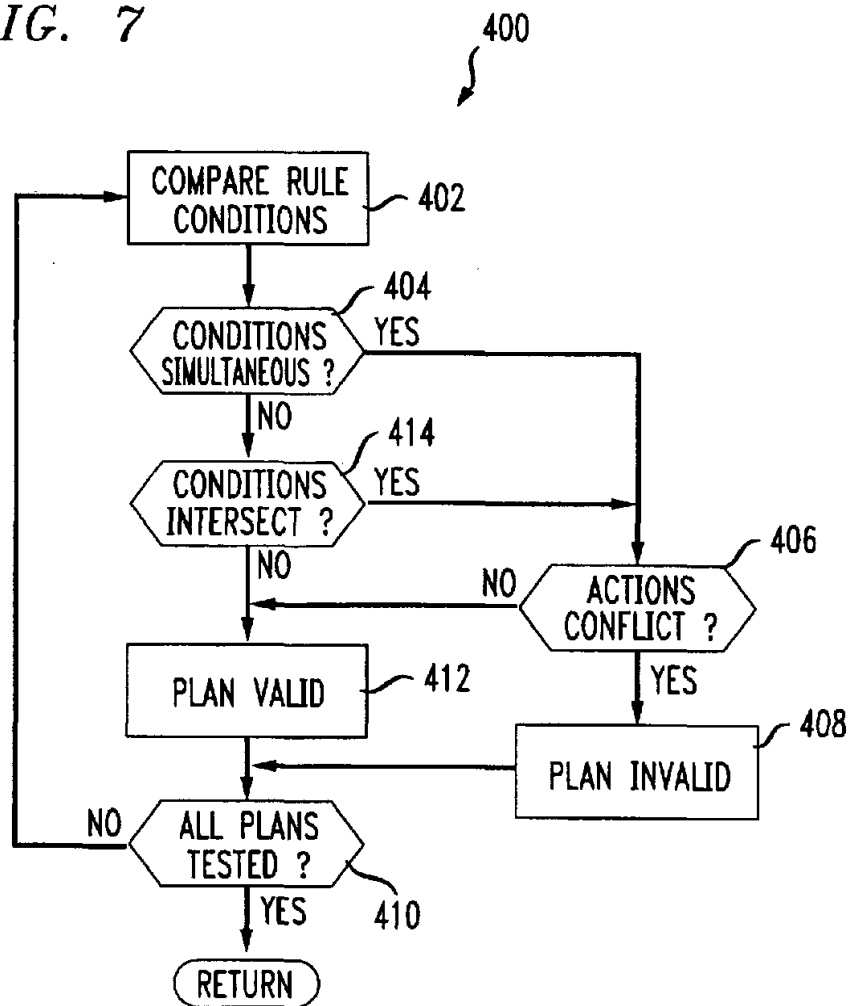 IG. 7
400
COMPARE RULE
CONDITIONS
402
404
CONDITIONS
SIMULTANEOUS ?
YES
NO
414
CONDITIONS
INTERSECT ?
YES
NO
406
ACTIONS
CONFLICT ?
NO
YES
PLAN VALID
412
408
PLAN INVALID
ALL PLANS
TESTED ?
NO
410
YES
RETURN